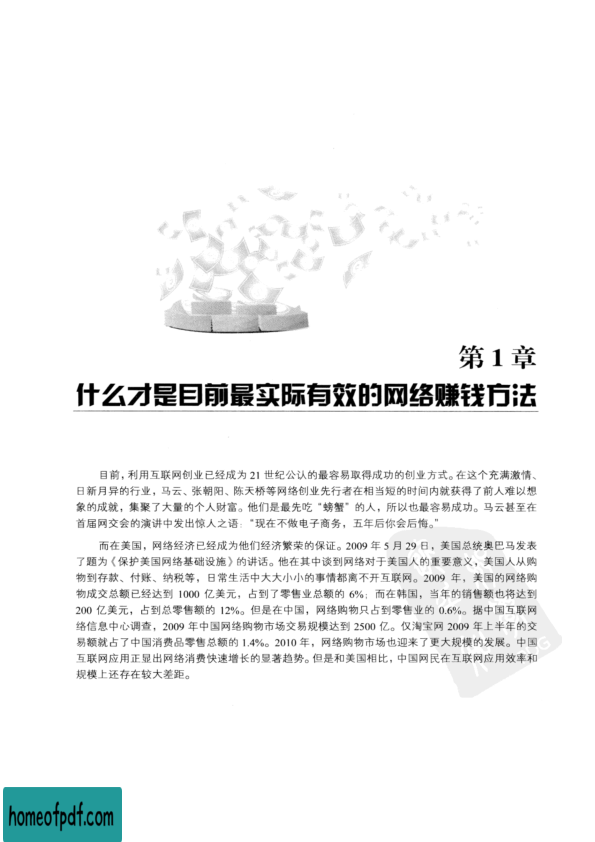 第 1 章
什么才是目前最实际有效的网络赚钱方法
目前，利用互联网创业已经成为 21 世纪公认的最容易取得成功的创业方式。在这个充满激情、
日新月异的行业，马云、张朝阳、陈天桥等网络创业先行者在相当短的时间内就获得了前人难以想
象的成就，集聚了大量的个人财富。他们是最先吃“螃蟹”的人，所以也最容易成功。马云甚至在
首届网交会的演讲中发出惊人之语：“现在不做电子商务，五年后你会后悔。”
而在美国，网络经济已经成为他们经济繁荣的保证。2009 年 5 月 29 日，美国总统奥巴马发表
了题为《保护美国网络基础设施》的讲话。他在其中谈到网络对于美国人的重要意义，美国人从购
物到存款、付账、纳税等，日常生活中大大小小的事情都离不开互联网。2009 年，美国的网络购
物成交总额已经达到 1000 亿美元，占到了零售业总额的 6%；而在韩国，当年的销售额也将达到
200 亿美元，占到总零售额的 12%。但是在中国，网络购物只占到零售业的 0.6%。据中国互联网
络信息中心调查，2009 年中国网络购物市场交易规模达到 2500 亿。仅淘宝网 2009 年上半年的交
易额就占了中国消费品零售总额的 1.4%。2010 年，网络购物市场也迎来了更大规模的发展。中国
互联网应用正显出网络消费快速增长的显著趋势。但是和美国相比，中国网民在互联网应用效率和
规模上还存在较大差距。
homeofpdf.com